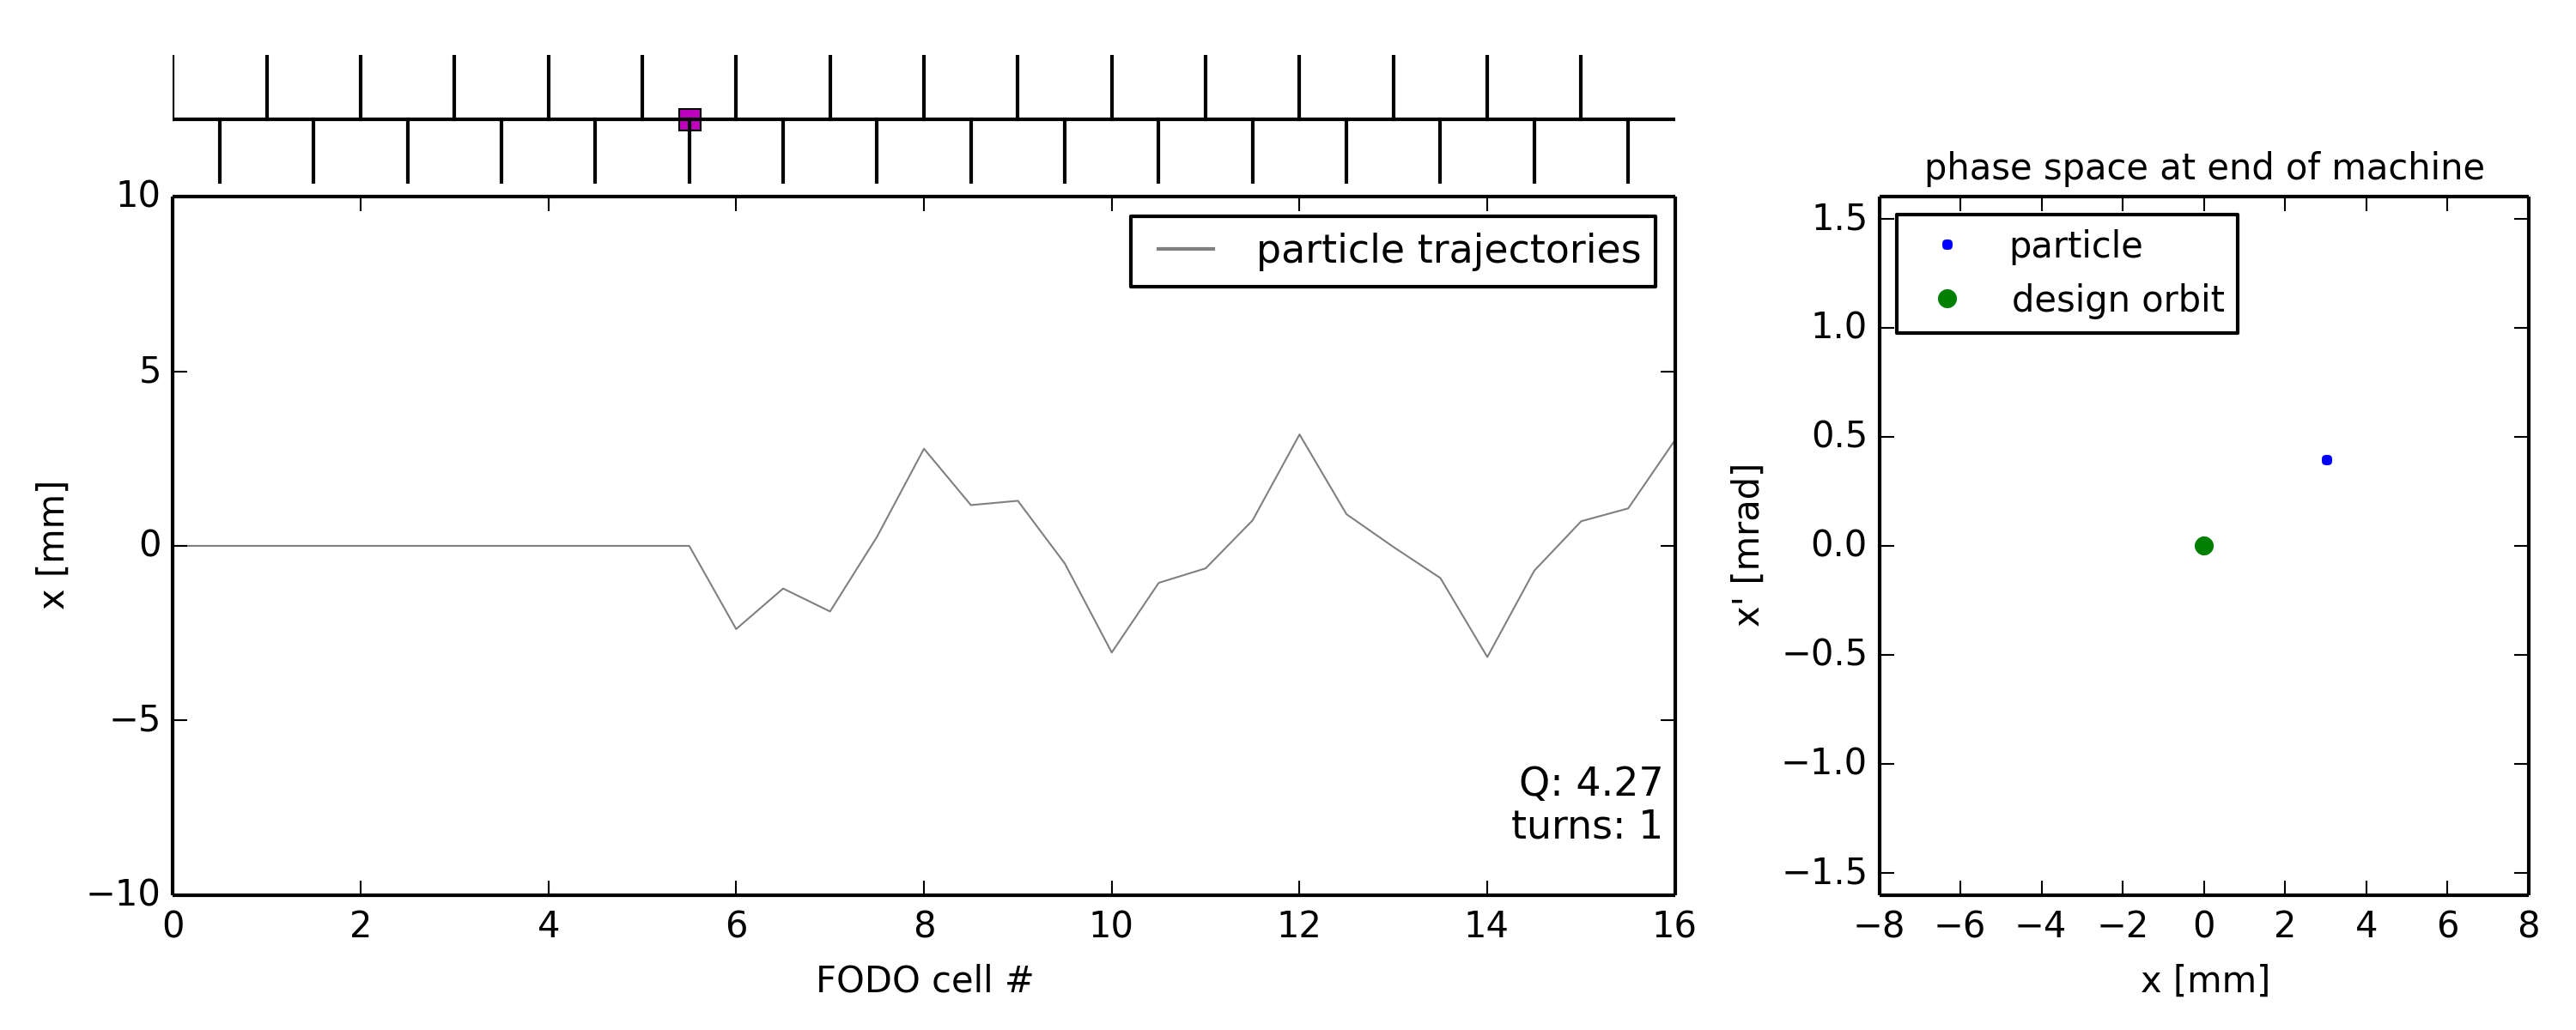 10
5
0
−5
−10
x [mm]
particle trajectories
Q: 4.27
turns: 1
0 2 4 6 8 10 12 14 16
FODO cell #
phase space at end of machine
1.5
1.0
0.5
0.0
−0.5
−1.0
−1.5
x' [mrad]
particle
design orbit
−8 −6 −4 −2 0 2 4 6 8
x [mm]